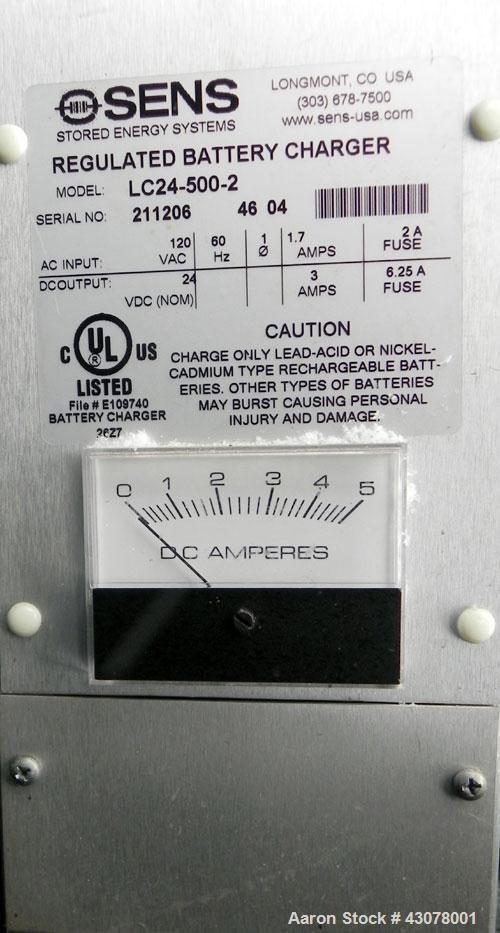 SENS
STORED ENERGY SYSTEMS
LONGMONT, CO USA
(303) 678-7500
www.sens-usa.com
REGULATED BATTERY CHARGER
MODEL: LC24-500-2
SERIAL NO: 211206 46 04
AC INPUT: 120 VAC 60 Hz 1 Ø 1.7 AMPS 2 A FUSE
DC OUTPUT: 24 VDC (NOM) 3 AMPS 6.25 A FUSE
C UL US
®
LISTED
File # E109740
BATTERY CHARGER
26Z7
CAUTION
CHARGE ONLY LEAD-ACID OR NICKEL-
CADMIUM TYPE RECHARGEABLE BATT-
ERIES. OTHER TYPES OF BATTERIES
MAY BURST CAUSING PERSONAL
INJURY AND DAMAGE.
0 1 2 3 4 5
DC AMPERES
Aaron Stock # 43078001